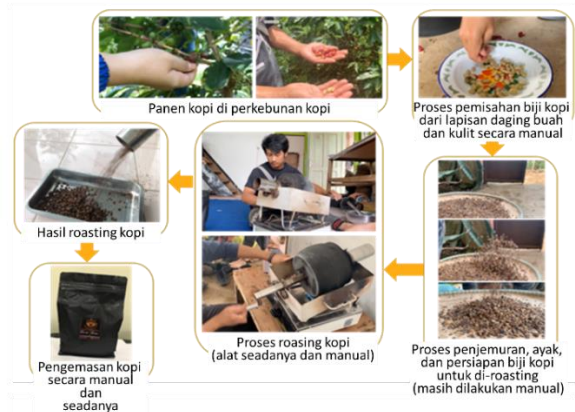 Panen kopi di perkebunan kopi
Proses pemisahan biji kopi
dari lapisan daging buah
dan kulit secara manual
Proses penjemuran, ayak,
dan persiapan biji kopi
untuk di-roasting
(masih dilakukan manual)
Proses roasing kopi
(alat seadanya dan manual)
Hasil roasting kopi
Pengemasan kopi
secara manual
dan
seadanya